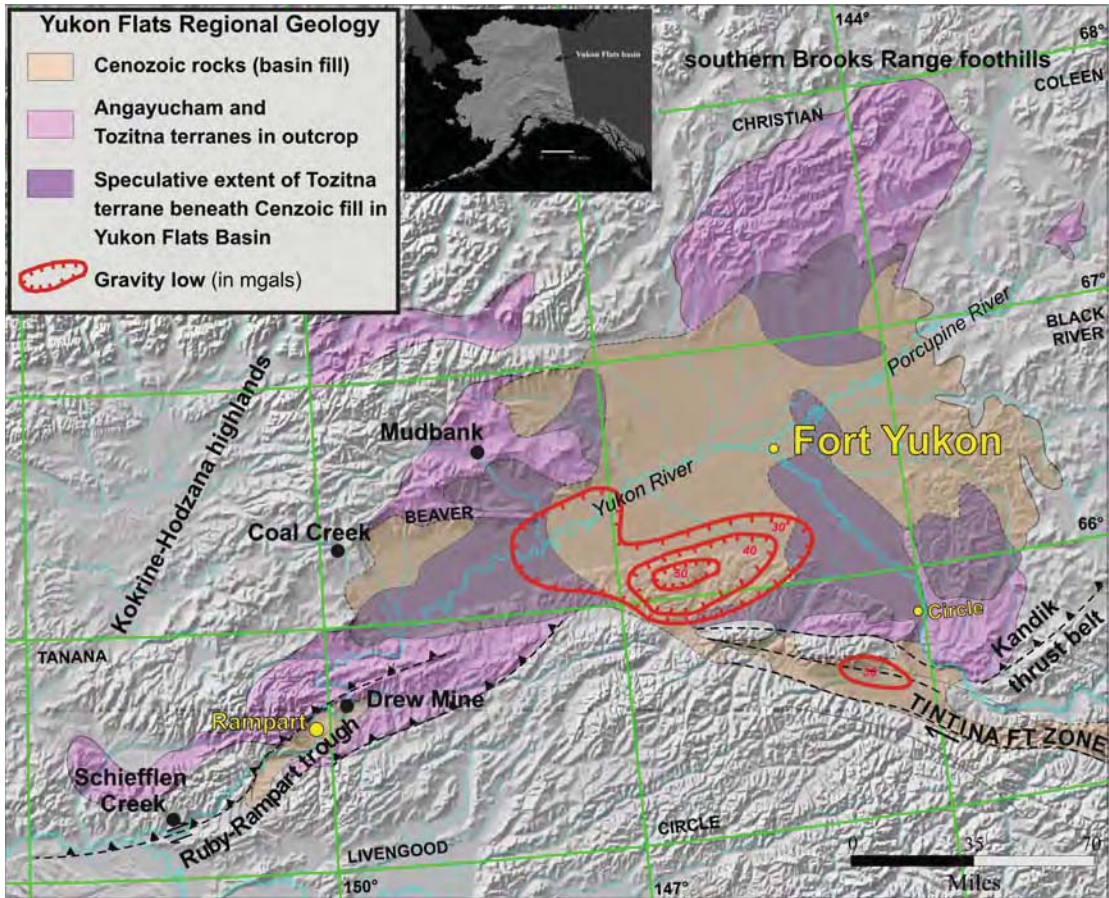 Yukon Flats Regional Geology
Cenozoic rocks (basin fill)
Angayucham and
Tozitna terranes in outcrop
Speculative extent of Tozitna
terrane beneath Cenzoic fill in
Yukon Flats Basin
Gravity low (in mgals)
Yukon Flats basin
0
144°
68°
southern Brooks Range foothills
COLEEN
CHRISTIAN
67°
BLACK
RIVER
Porcupine River
Kokrine-Hodzana highlands
Mudbank
Fort Yukon
Yukon River
BEAVER
Coal Creek
66°
30
40
50
Circle
Kandik
thrust belt
TANANA
Drew Mine
Rampart
30
TINTINA FT ZONE
Schiefflen
Creek
Ruby-Rampart trough
CIRCLE
LIVENGOOD
0 35 70
Miles
150°
147°